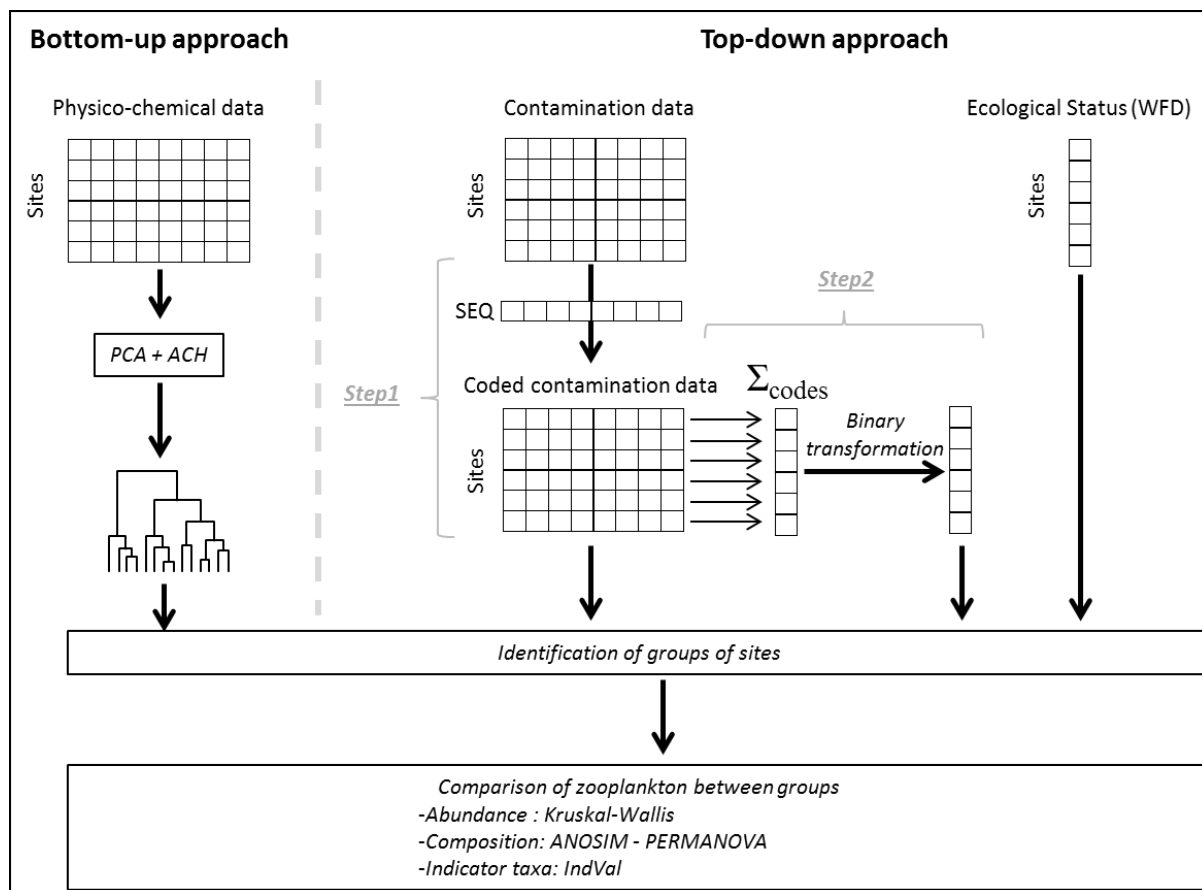 Bottom-up approach
Top-down approach
Physico-chemical data
Contamination data
Ecological Status (WFD)
Sites
Sites
Sites
Step2
SEQ
PCA + ACH
Step1
Coded contamination data
Σcodes
Binary
transformation
Sites
Identification of groups of sites
Comparison of zooplankton between groups
-Abundance : Kruskal-Wallis
-Composition: ANOSIM - PERMANOVA
-Indicator taxa: IndVal